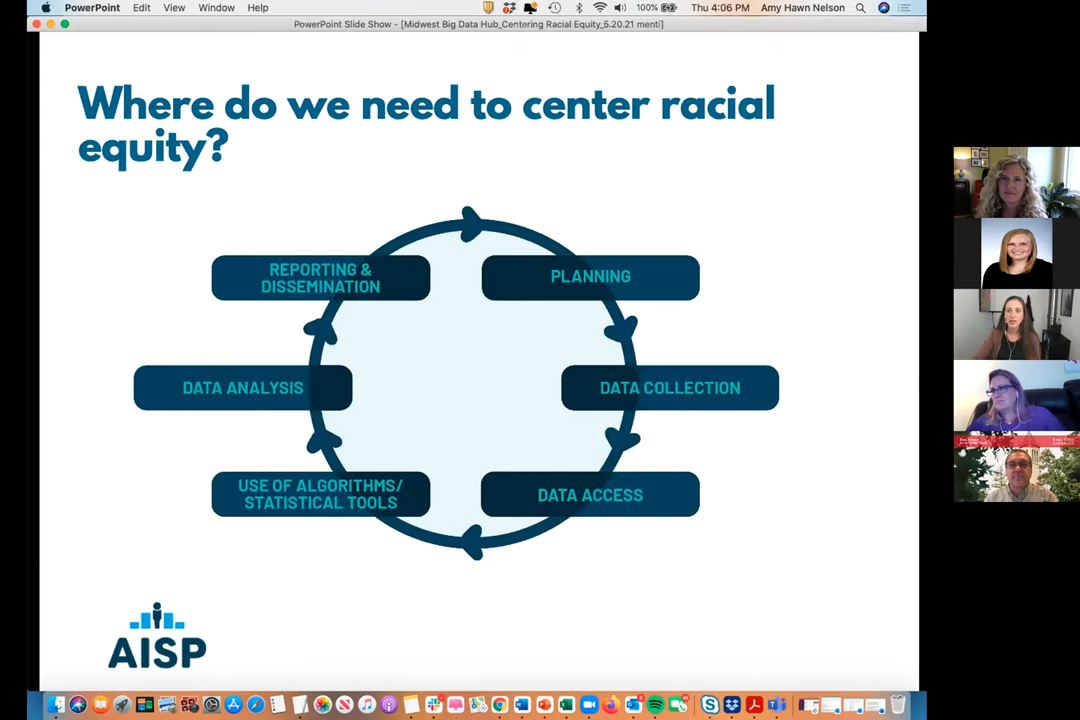 PowerPoint Edit View Window Help
100% Thu 4:06 PM Amy Hawn Nelson
PowerPoint Slide Show - [Midwest Big Data Hub_Centering Racial Equity_5.20.21 menti]
Where do we need to center racial
equity?
REPORTING &
DISSEMINATION
PLANNING
DATA ANALYSIS
DATA COLLECTION
USE OF ALGORITHMS/
STATISTICAL TOOLS
DATA ACCESS
AISP